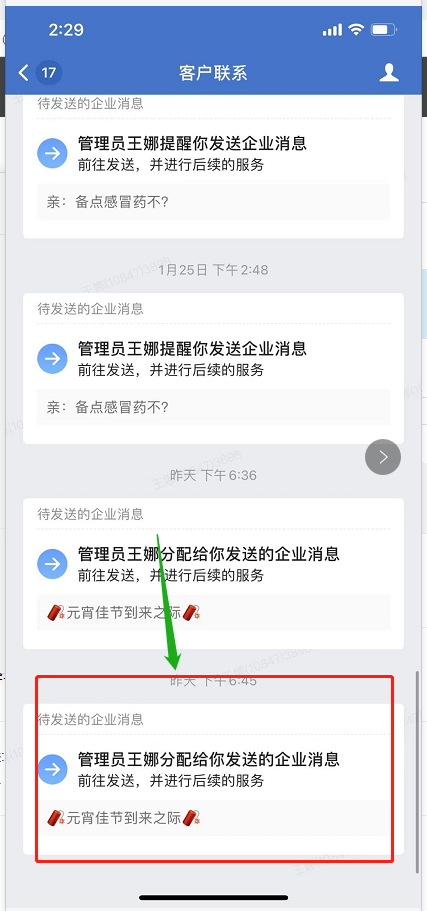 2:29
17
客户联系
待发送的企业消息
管理员王娜提醒你发送企业消息
前往发送，并进行后续的服务
亲：备点感冒药不?
1月25日 下午2:48
待发送的企业消息
管理员王娜提醒你发送企业消息
前往发送，并进行后续的服务
亲：备点感冒药不?
昨天 下午6:36
待发送的企业消息
管理员王娜分配给你发送的企业消息
前往发送，并进行后续的服务
🧨元宵佳节到来之际🧨
昨天 下午6:45
待发送的企业消息
管理员王娜分配给你发送的企业消息
前往发送，并进行后续的服务
🧨元宵佳节到来之际🧨